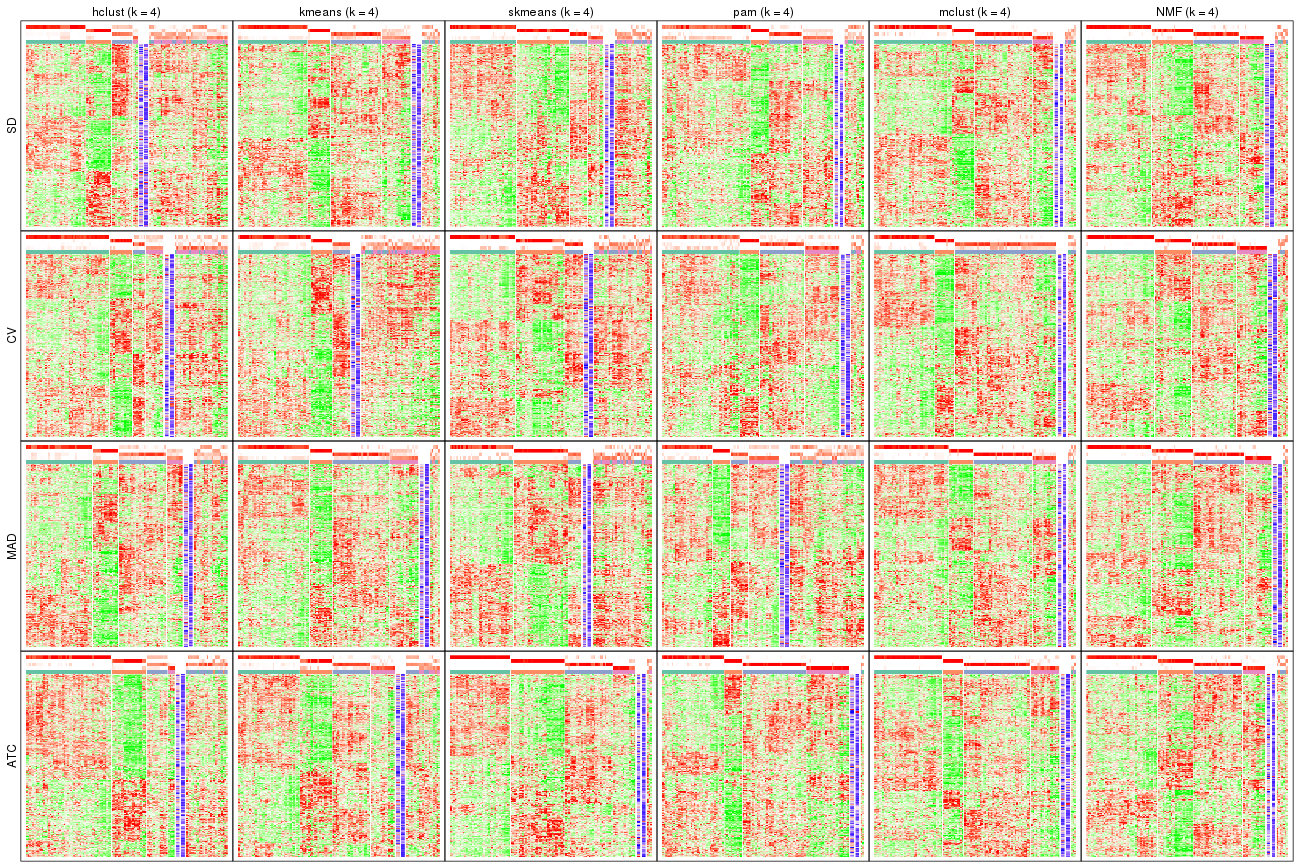 hclust (k = 4) kmeans (k = 4) skmeans (k = 4) pam (k = 4) mclust (k = 4) NMF (k = 4)
SD
CV
MAD
ATC